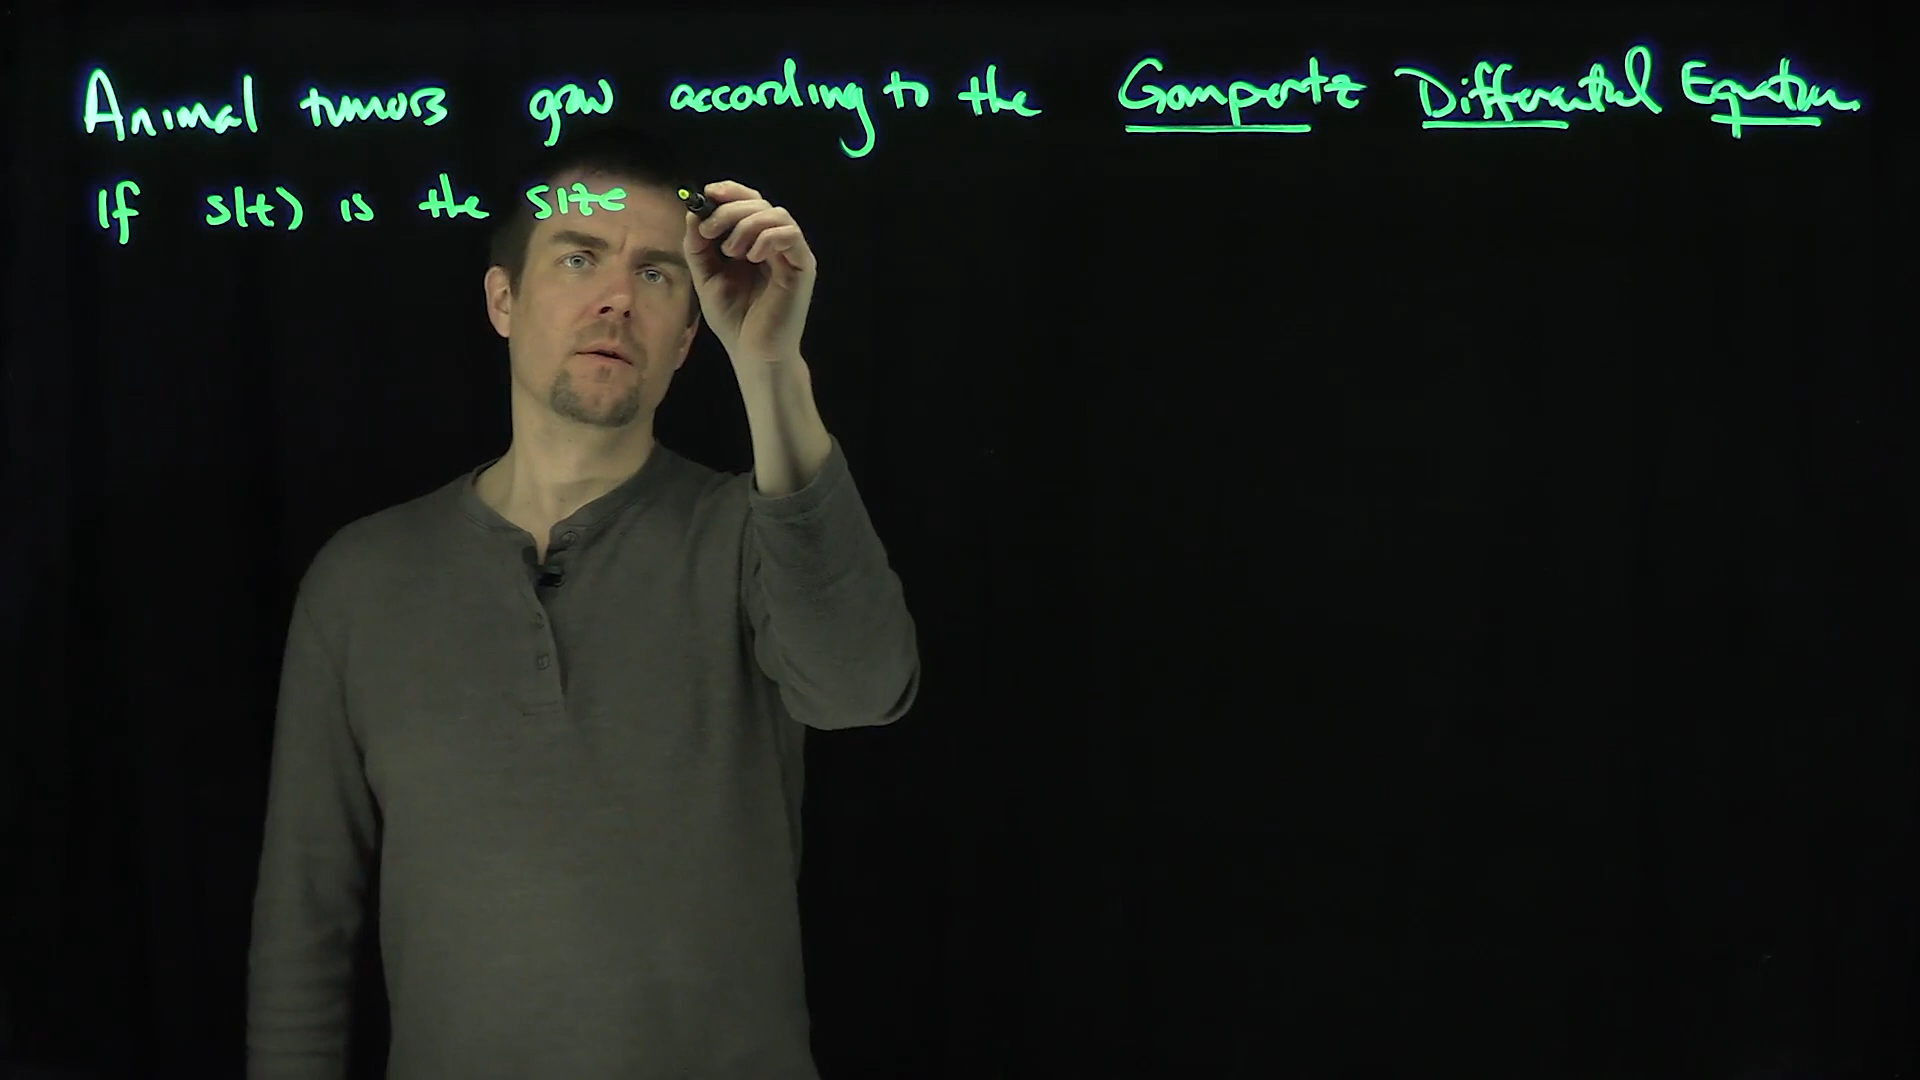 Animal tumors grow according to the Gompertz Differential Equation
If s(t) is the size